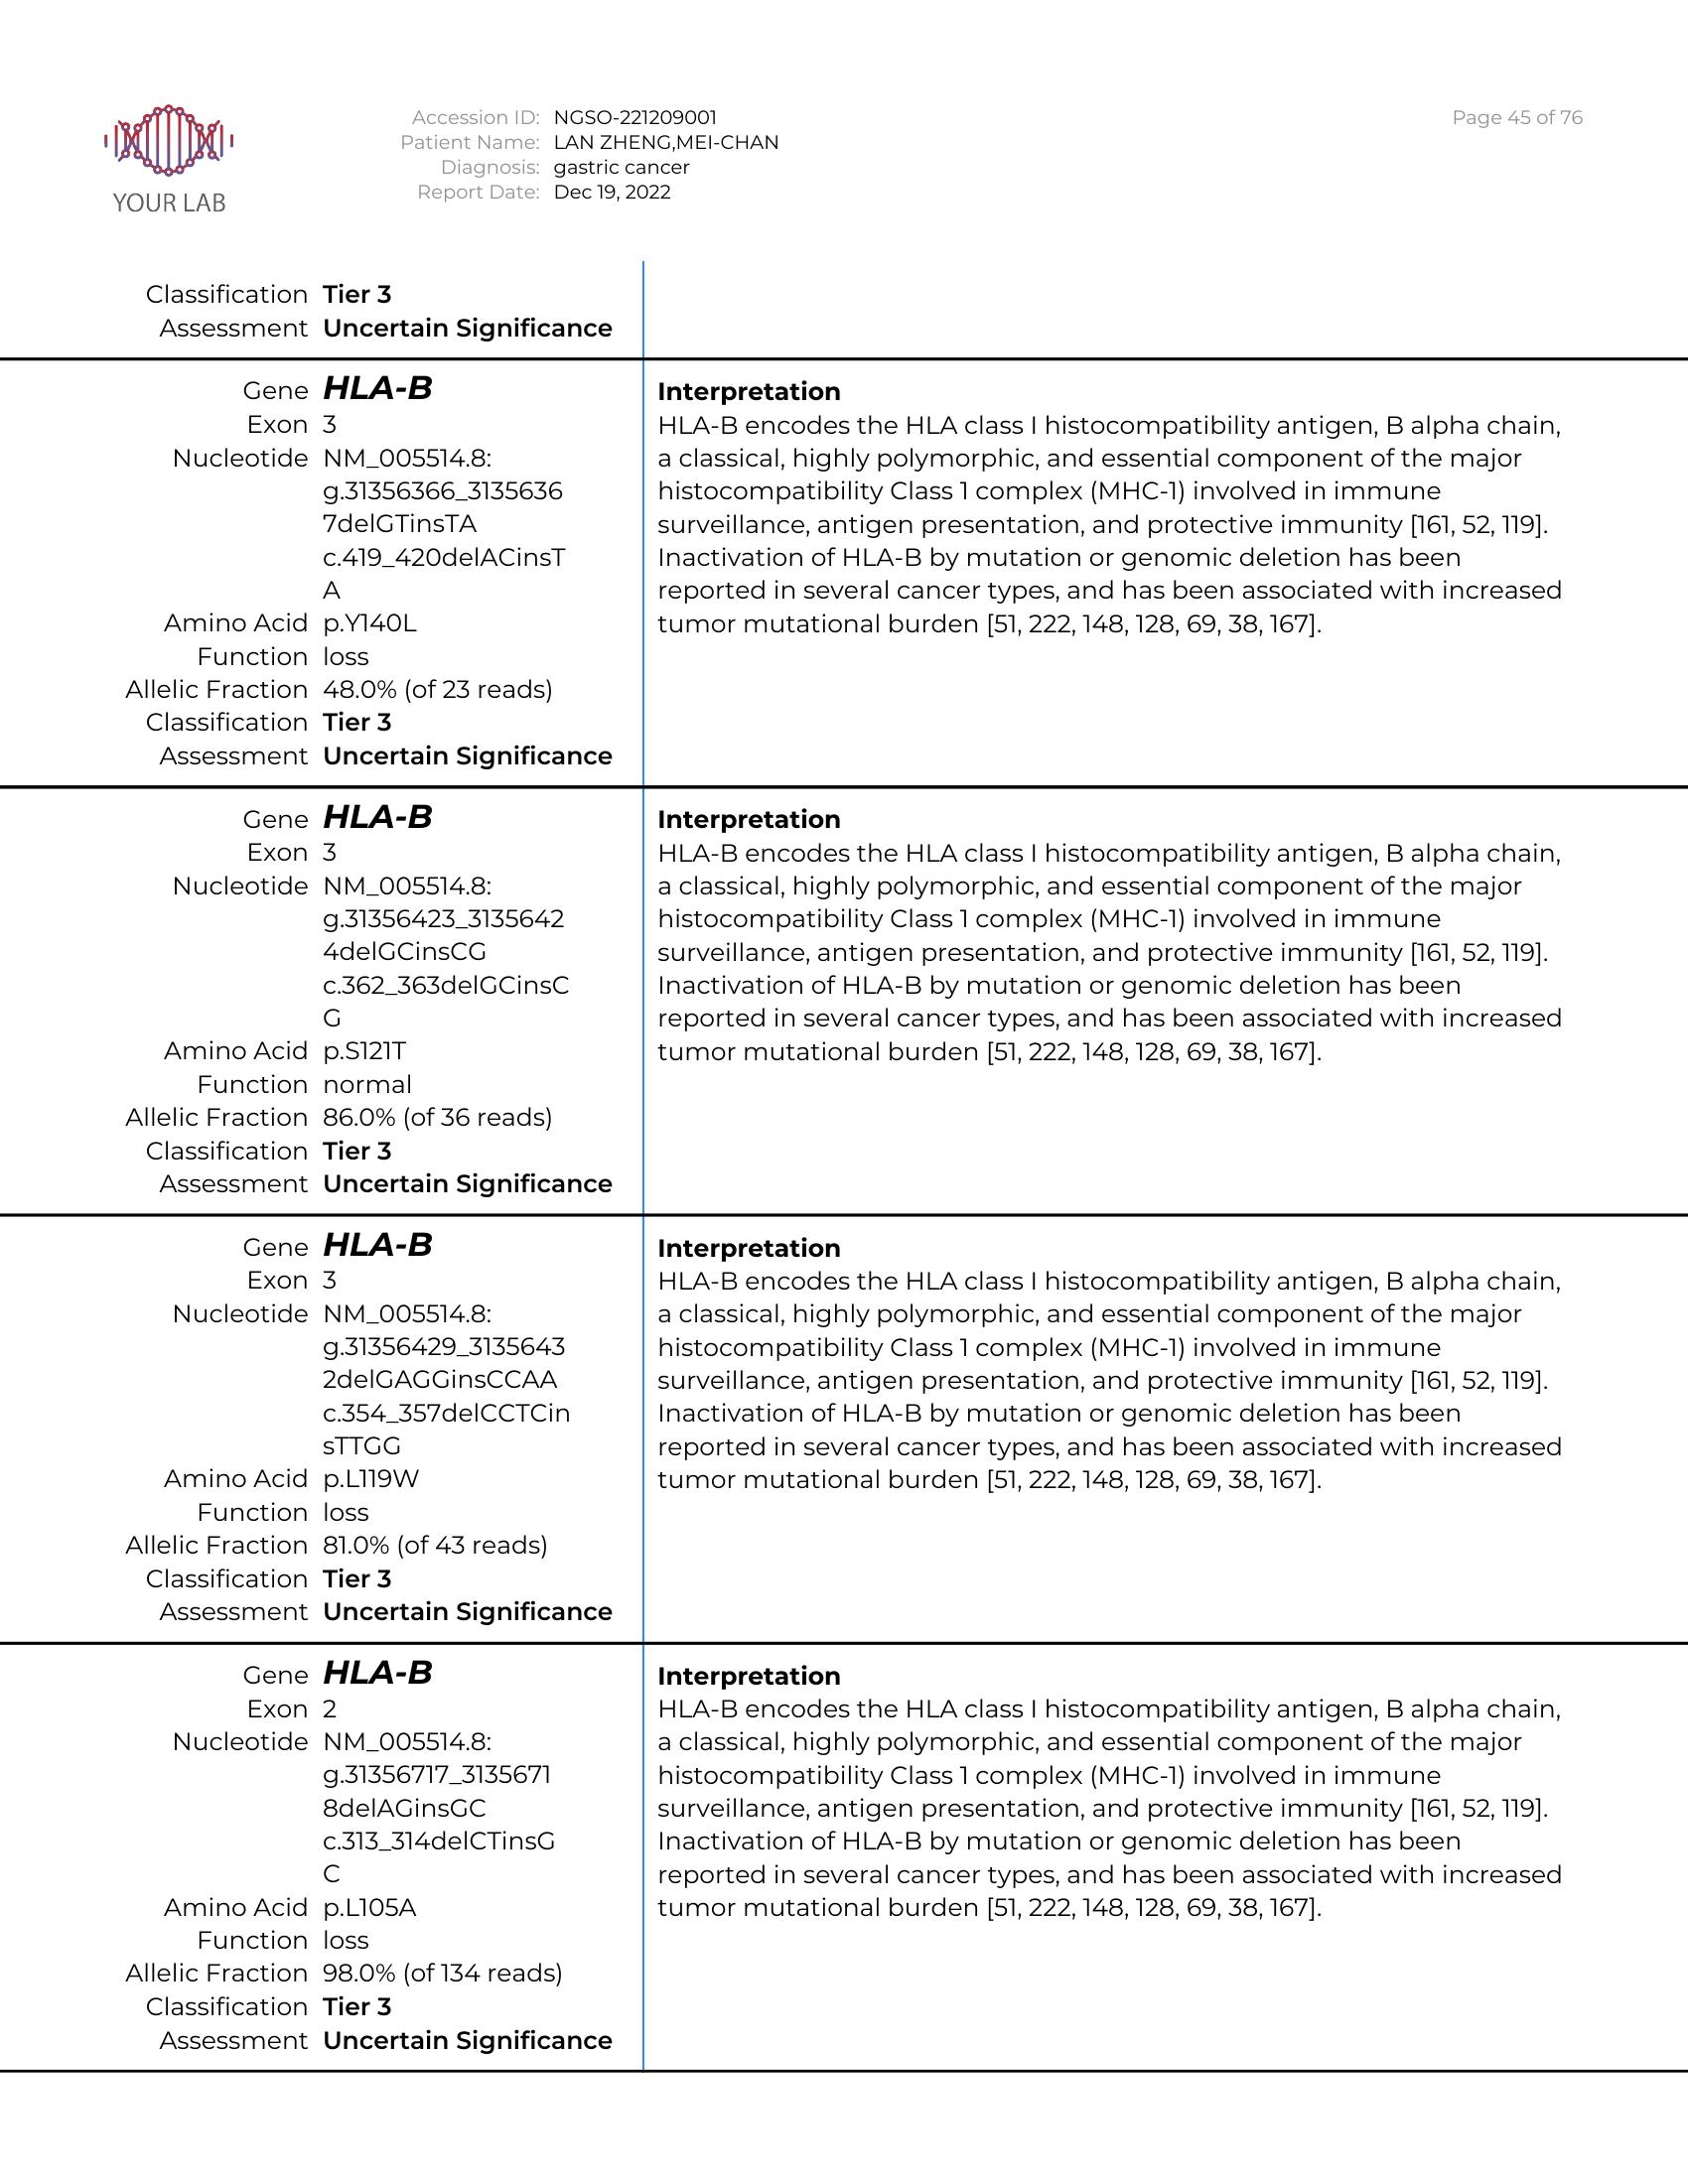 YOUR LAB
Accession ID: NGSO-221209001
Patient Name: LAN ZHENG,MEI-CHAN
Diagnosis: gastric cancer
Report Date: Dec 19, 2022
Page 45 of 76
Classification Tier 3
Assessment Uncertain Significance
Gene HLA-B
Exon 3
Nucleotide NM_005514.8:
g.31356366_3135636
7delGTinsTA
c.419_420delACinsT
A
Amino Acid p.Y140L
Function loss
Allelic Fraction 48.0% (of 23 reads)
Classification Tier 3
Assessment Uncertain Significance
Interpretation
HLA-B encodes the HLA class I histocompatibility antigen, B alpha chain,
a classical, highly polymorphic, and essential component of the major
histocompatibility Class 1 complex (MHC-1) involved in immune
surveillance, antigen presentation, and protective immunity [161, 52, 119].
Inactivation of HLA-B by mutation or genomic deletion has been
reported in several cancer types, and has been associated with increased
tumor mutational burden [51, 222, 148, 128, 69, 38, 167].
Gene HLA-B
Exon 3
Nucleotide NM_005514.8:
g.31356423_3135642
4delGCinsCG
c.362_363delGCinsC
G
Amino Acid p.S121T
Function normal
Allelic Fraction 86.0% (of 36 reads)
Classification Tier 3
Assessment Uncertain Significance
Interpretation
HLA-B encodes the HLA class I histocompatibility antigen, B alpha chain,
a classical, highly polymorphic, and essential component of the major
histocompatibility Class 1 complex (MHC-1) involved in immune
surveillance, antigen presentation, and protective immunity [161, 52, 119].
Inactivation of HLA-B by mutation or genomic deletion has been
reported in several cancer types, and has been associated with increased
tumor mutational burden [51, 222, 148, 128, 69, 38, 167].
Gene HLA-B
Exon 3
Nucleotide NM_005514.8:
g.31356429_3135643
2delGAGGinsCCAA
c.354_357delCCTCin
sTTGG
Amino Acid p.L119W
Function loss
Allelic Fraction 81.0% (of 43 reads)
Classification Tier 3
Assessment Uncertain Significance
Interpretation
HLA-B encodes the HLA class I histocompatibility antigen, B alpha chain,
a classical, highly polymorphic, and essential component of the major
histocompatibility Class 1 complex (MHC-1) involved in immune
surveillance, antigen presentation, and protective immunity [161, 52, 119].
Inactivation of HLA-B by mutation or genomic deletion has been
reported in several cancer types, and has been associated with increased
tumor mutational burden [51, 222, 148, 128, 69, 38, 167].
Gene HLA-B
Exon 2
Nucleotide NM_005514.8:
g.31356717_3135671
8delAGinsGC
c.313_314delCTinsG
C
Amino Acid p.L105A
Function loss
Allelic Fraction 98.0% (of 134 reads)
Classification Tier 3
Assessment Uncertain Significance
Interpretation
HLA-B encodes the HLA class I histocompatibility antigen, B alpha chain,
a classical, highly polymorphic, and essential component of the major
histocompatibility Class 1 complex (MHC-1) involved in immune
surveillance, antigen presentation, and protective immunity [161, 52, 119].
Inactivation of HLA-B by mutation or genomic deletion has been
reported in several cancer types, and has been associated with increased
tumor mutational burden [51, 222, 148, 128, 69, 38, 167].